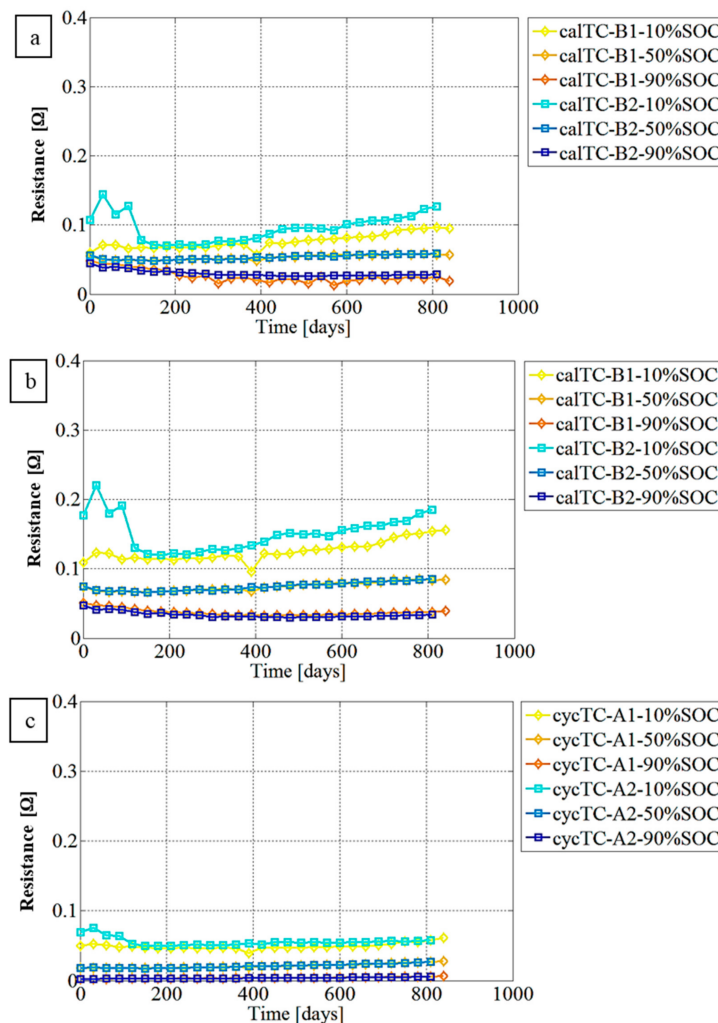 a
0.4
0.3
0.2
0.1
0
Resistance [Ω]
0 200 400 600 800 1000
Time [days]
calTC-B1-10%SOC
calTC-B1-50%SOC
calTC-B1-90%SOC
calTC-B2-10%SOC
calTC-B2-50%SOC
calTC-B2-90%SOC
b
0.4
0.3
0.2
0.1
0
Resistance [Ω]
0 200 400 600 800 1000
Time [days]
calTC-B1-10%SOC
calTC-B1-50%SOC
calTC-B1-90%SOC
calTC-B2-10%SOC
calTC-B2-50%SOC
calTC-B2-90%SOC
c
0.4
0.3
0.2
0.1
0
Resistance [Ω]
0 200 400 600 800 1000
Time [days]
cycTC-A1-10%SOC
cycTC-A1-50%SOC
cycTC-A1-90%SOC
cycTC-A2-10%SOC
cycTC-A2-50%SOC
cycTC-A2-90%SOC